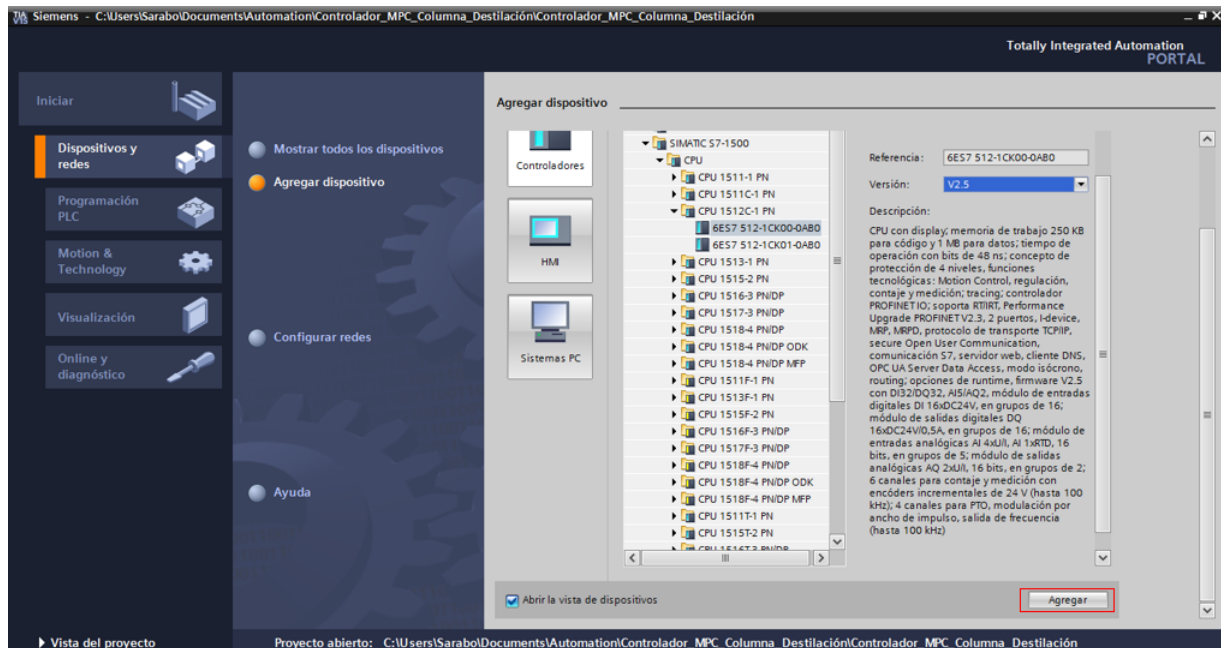 Siemens - C:\Users\Sarabo\Documents\Automation\Controlador_MPC_Columna_Destilación\Controlador_MPC_Columna_Destilación
Totally Integrated Automation
PORTAL
Iniciar
Dispositivos y
redes
Programación
PLC
Motion &
Technology
Visualización
Online y
diagnóstico
Mostrar todos los dispositivos
Agregar dispositivo
Configurar redes
Ayuda
Agregar dispositivo
Controladores
HMI
Sistemas PC
SIMATIC S7-1500
CPU
CPU 1511-1 PN
CPU 1511C-1 PN
CPU 1512C-1 PN
6ES7 512-1CK00-0AB0
6ES7 512-1CK01-0AB0
CPU 1513-1 PN
CPU 1515-2 PN
CPU 1516-3 PN/DP
CPU 1517-3 PN/DP
CPU 1518-4 PN/DP
CPU 1518-4 PN/DP ODK
CPU 1518-4 PN/DP MFP
CPU 1511F-1 PN
CPU 1513F-1 PN
CPU 1515F-2 PN
CPU 1516F-3 PN/DP
CPU 1517F-3 PN/DP
CPU 1518F-4 PN/DP
CPU 1518F-4 PN/DP ODK
CPU 1518F-4 PN/DP MFP
CPU 1511T-1 PN
CPU 1515T-2 PN
CPU 1516T-3 PN/DP
Referencia: 6ES7 512-1CK00-0AB0
Versión: V2.5
Descripción:
CPU con display; memoria de trabajo 250 KB
para código y 1 MB para datos; tiempo de
operación con bits de 48 ns; concepto de
protección de 4 niveles, funciones
tecnológicas: Motion Control, regulación,
contaje y medición; tracing; controlador
PROFINET IO; soporta RT/IRT, Performance
Upgrade PROFINET V2.3, 2 puertos, I-device,
MRP, MRPD, protocolo de transporte TCP/IP,
secure Open User Communication,
comunicación S7, servidor web, cliente DNS,
OPC UA Server Data Access, modo isócrono,
routing; opciones de runtime, firmware V2.5
con DI32/DQ32, AI5/AQ2, módulo de entradas
digitales DI 16xDC24V, en grupos de 16;
módulo de salidas digitales DQ
16xDC24V/0,5A, en grupos de 16; módulo de
entradas analógicas AI 4xU/I, AI 1xRTD, 16
bits, en grupos de 5; módulo de salidas
analógicas AQ 2xU/I, 16 bits, en grupos de 2;
6 canales para contaje y medición con
encóders incrementales de 24 V (hasta 100
kHz); 4 canales para PTO, modulación por
ancho de impulso, salida de frecuencia
(hasta 100 kHz)
Abrir la vista de dispositivos
Agregar
Vista del proyecto
Proyecto abierto: C:\Users\Sarabo\Documents\Automation\Controlador_MPC_Columna_Destilación\Controlador_MPC_Columna_Destilación